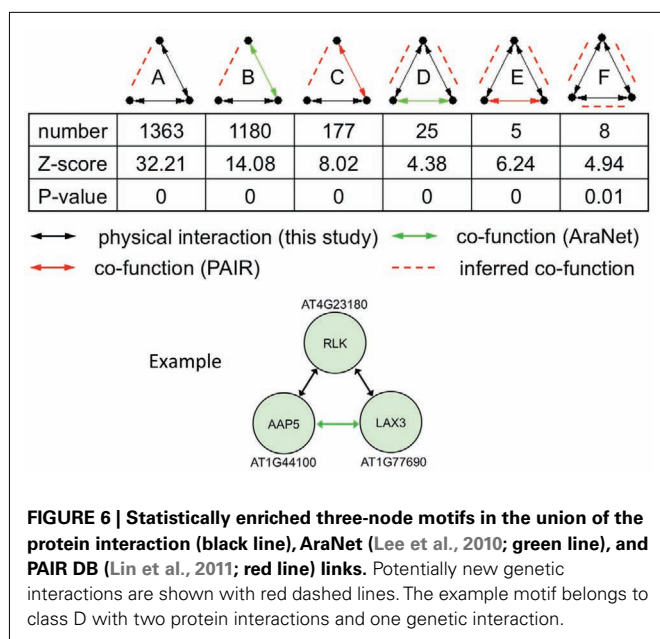 A B C D E F
number 1363 1180 177 25 5 8
Z-score 32.21 14.08 8.02 4.38 6.24 4.94
P-value 0 0 0 0 0 0.01
physical interaction (this study) co-function (AraNet)
co-function (PAIR) inferred co-function
AT4G23180
RLK
Example
AAP5 LAX3
AT1G44100 AT1G77690
FIGURE 6 | Statistically enriched three-node motifs in the union of the
protein interaction (black line), AraNet (Lee et al., 2010; green line), and
PAIR DB (Lin et al., 2011; red line) links. Potentially new genetic
interactions are shown with red dashed lines. The example motif belongs to
class D with two protein interactions and one genetic interaction.